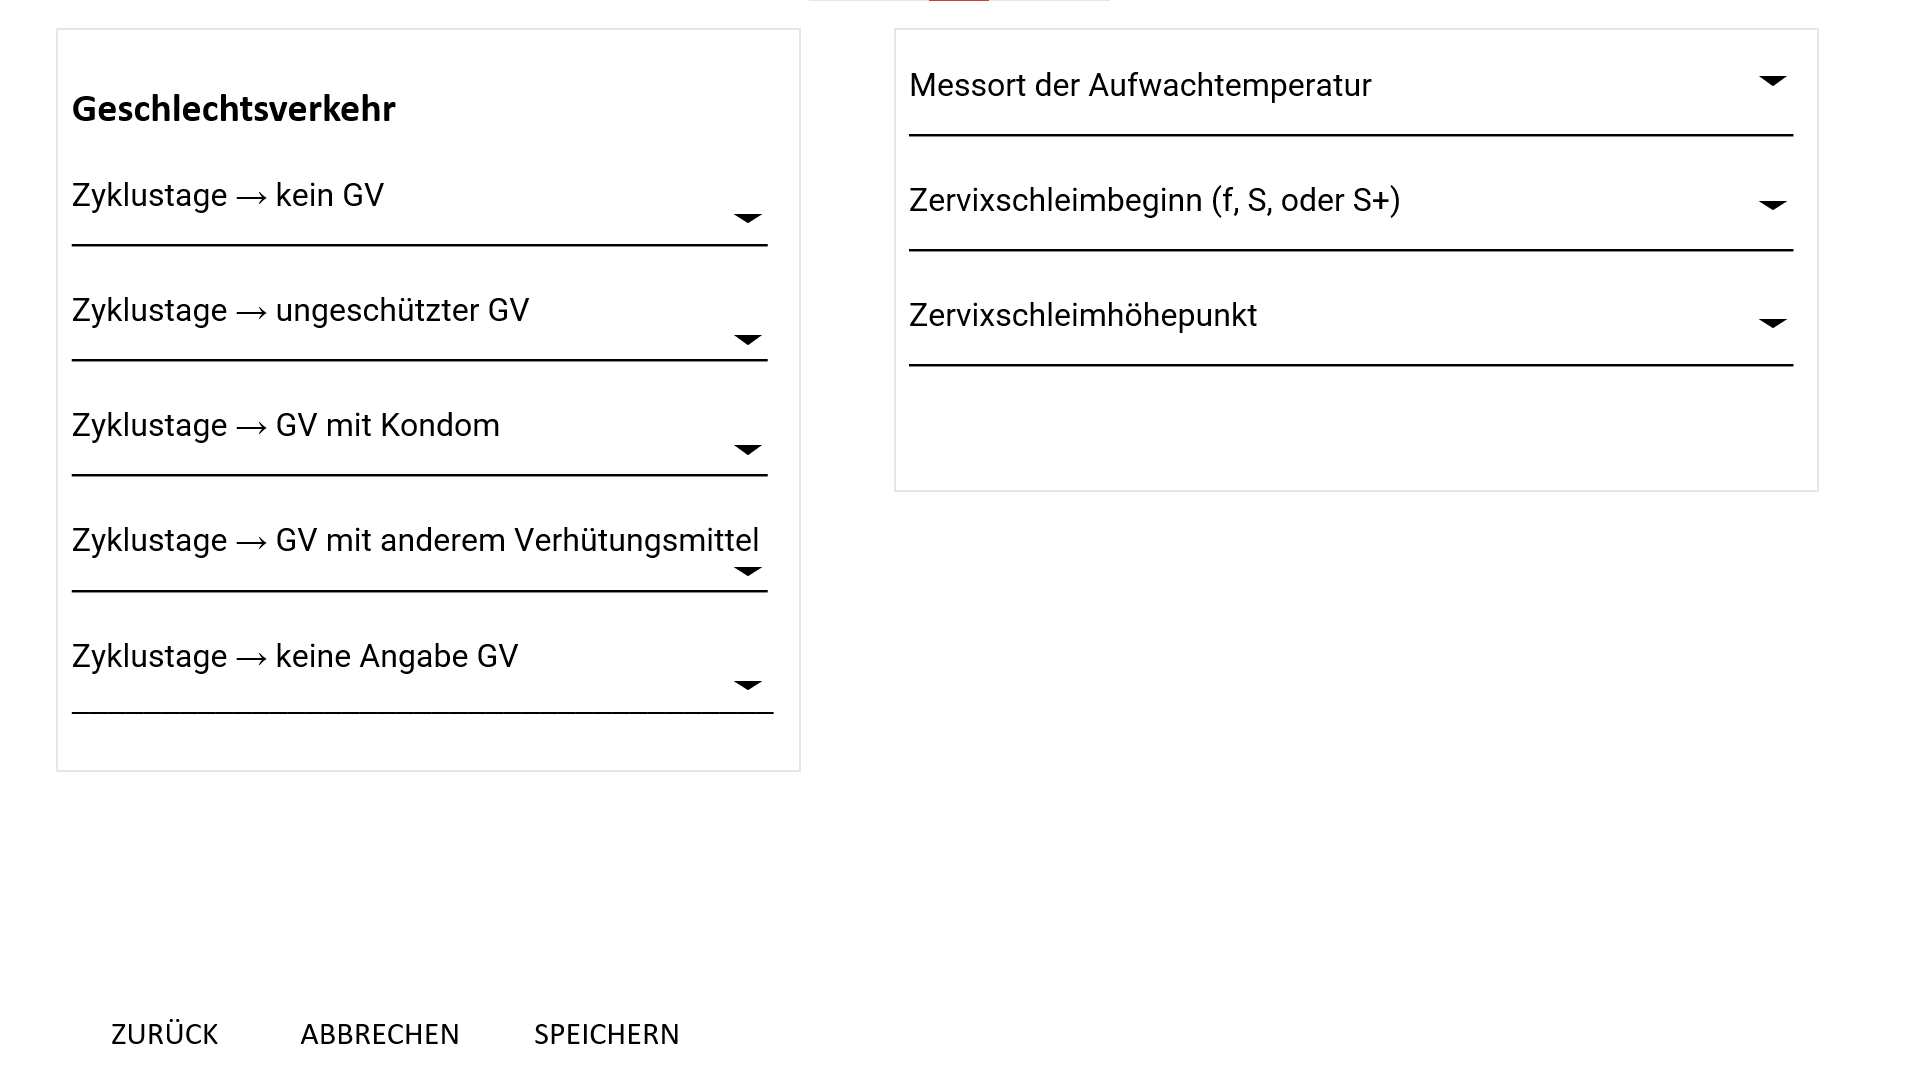 Geschlechtsverkehr
Zyklustage → kein GV
Zyklustage → ungeschützter GV
Zyklustage → GV mit Kondom
Zyklustage → GV mit anderem Verhütungsmittel
Zyklustage → keine Angabe GV
Messort der Aufwachtemperatur
Zervixschleimbeginn (f, S, oder S+)
Zervixschleimhöhepunkt
ZURÜCK ABBRECHEN SPEICHERN